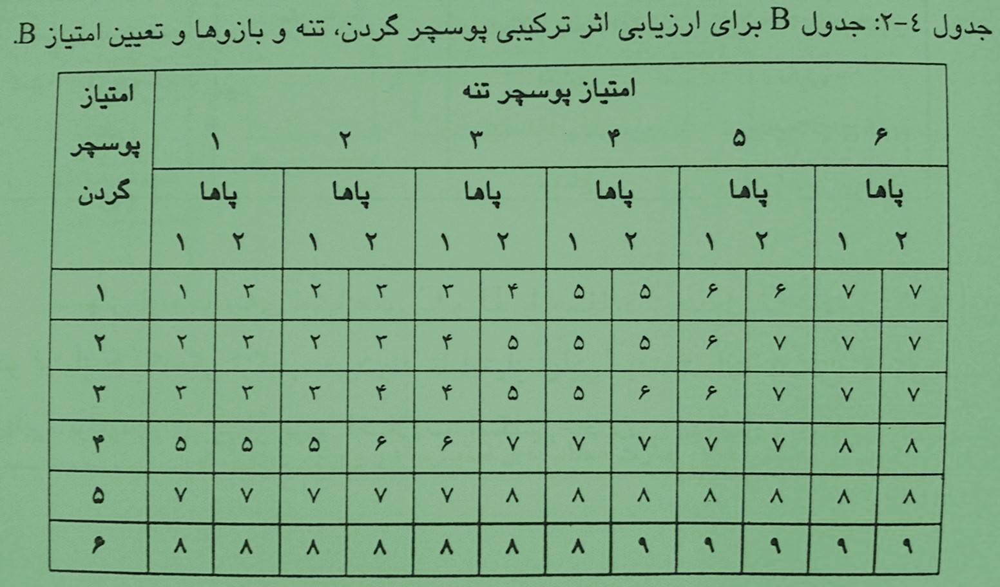 جدول ٤-٢: جدول B برای ارزیابی اثر ترکیبی پوسچر گردن، تنه و بازوها و تعیین امتیاز B.
امتیاز پوسچر گردن
امتیاز پوسچر تنه
۱ ۲ ۳ ۴ ۵ ۶
پاها پاها پاها پاها پاها پاها
۱ ۲ ۱ ۲ ۱ ۲ ۱ ۲ ۱ ۲ ۱ ۲
۱ ۱ ۳ ۲ ۳ ۳ ۴ ۵ ۵ ۶ ۶ ۷ ۷
۲ ۲ ۳ ۲ ۳ ۴ ۵ ۵ ۵ ۶ ۷ ۷ ۷
۳ ۳ ۳ ۳ ۴ ۴ ۵ ۵ ۶ ۶ ۷ ۷ ۷
۴ ۵ ۵ ۵ ۶ ۶ ۷ ۷ ۷ ۷ ۷ ۸ ۸
۵ ۷ ۷ ۷ ۷ ۷ ۸ ۸ ۸ ۸ ۸ ۸ ۸
۶ ۸ ۸ ۸ ۸ ۸ ۸ ۸ ۹ ۹ ۹ ۹ ۹